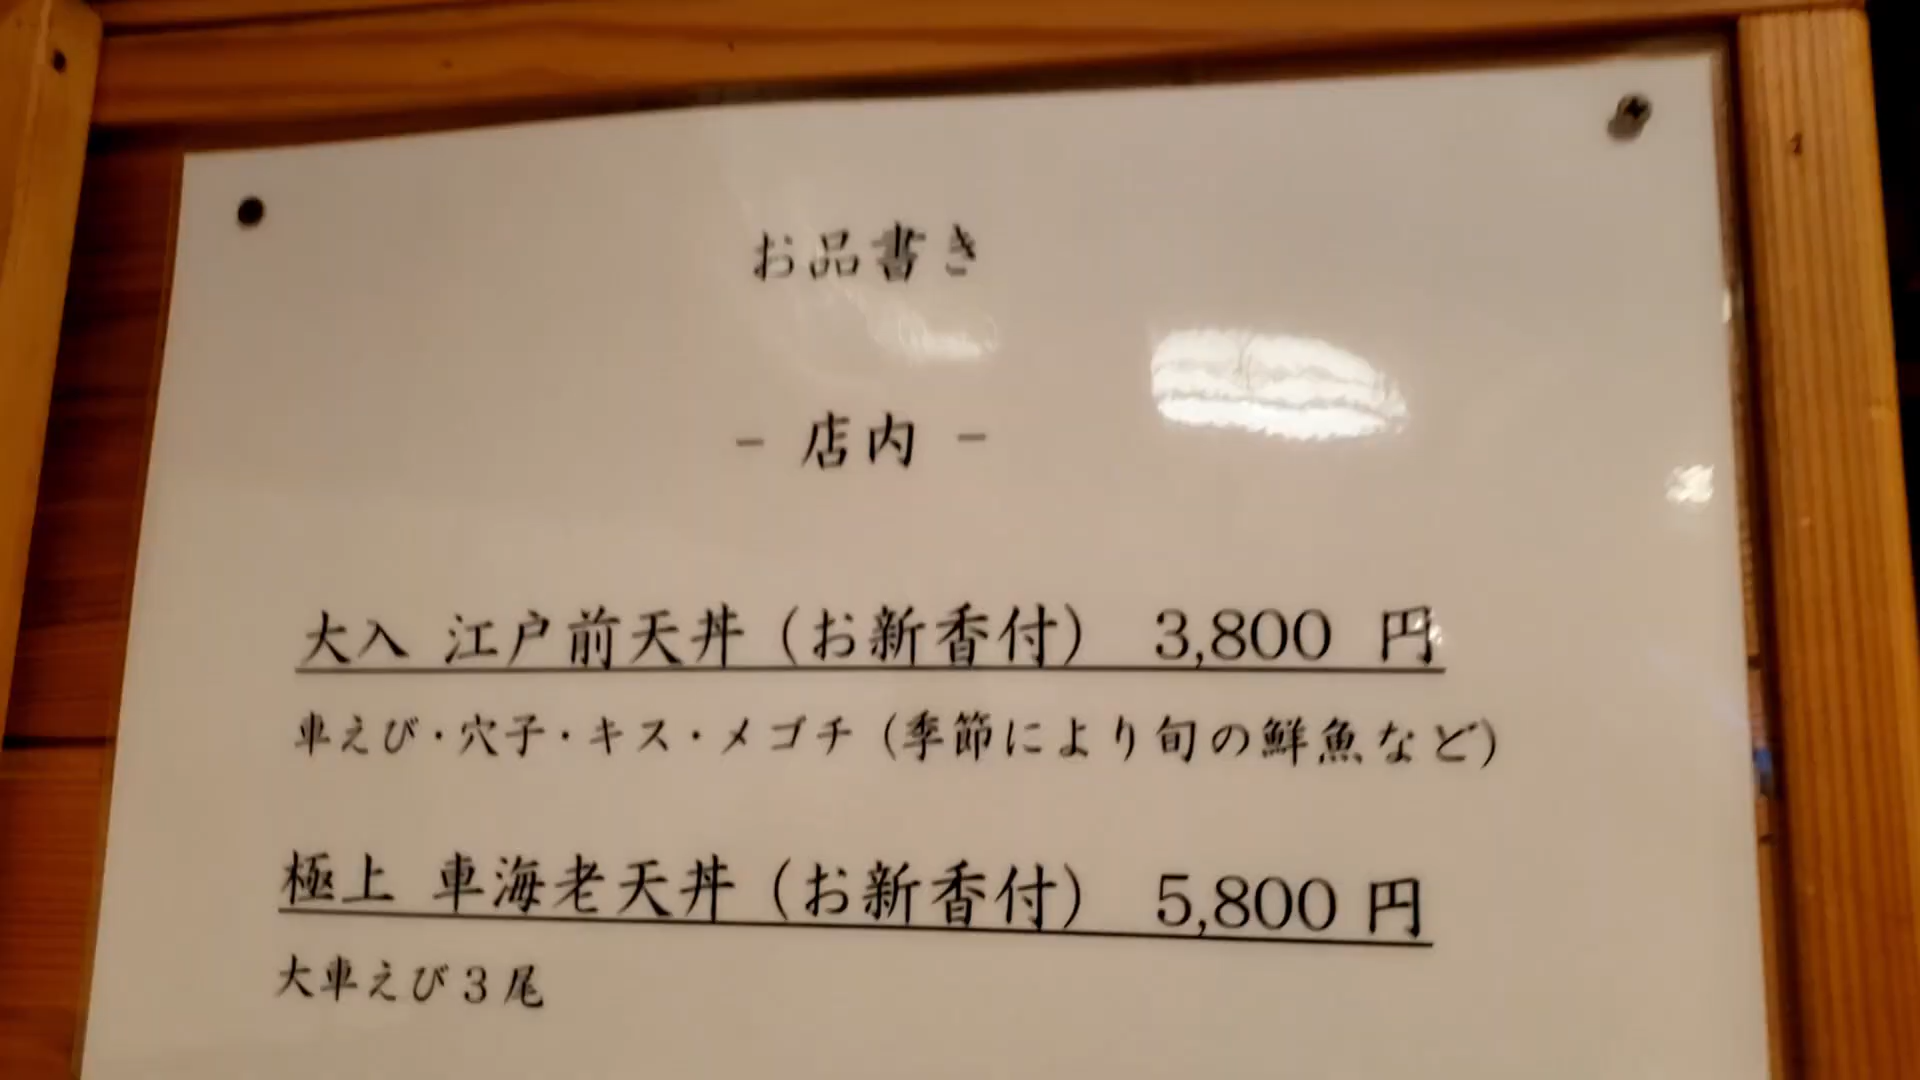 お品書き
- 店内 -
大入 江戸前天丼（お新香付） 3,800 円
車えび・穴子・キス・メゴチ（季節により旬の鮮魚など）
極上 車海老天丼（お新香付） 5,800 円
大車えび3尾